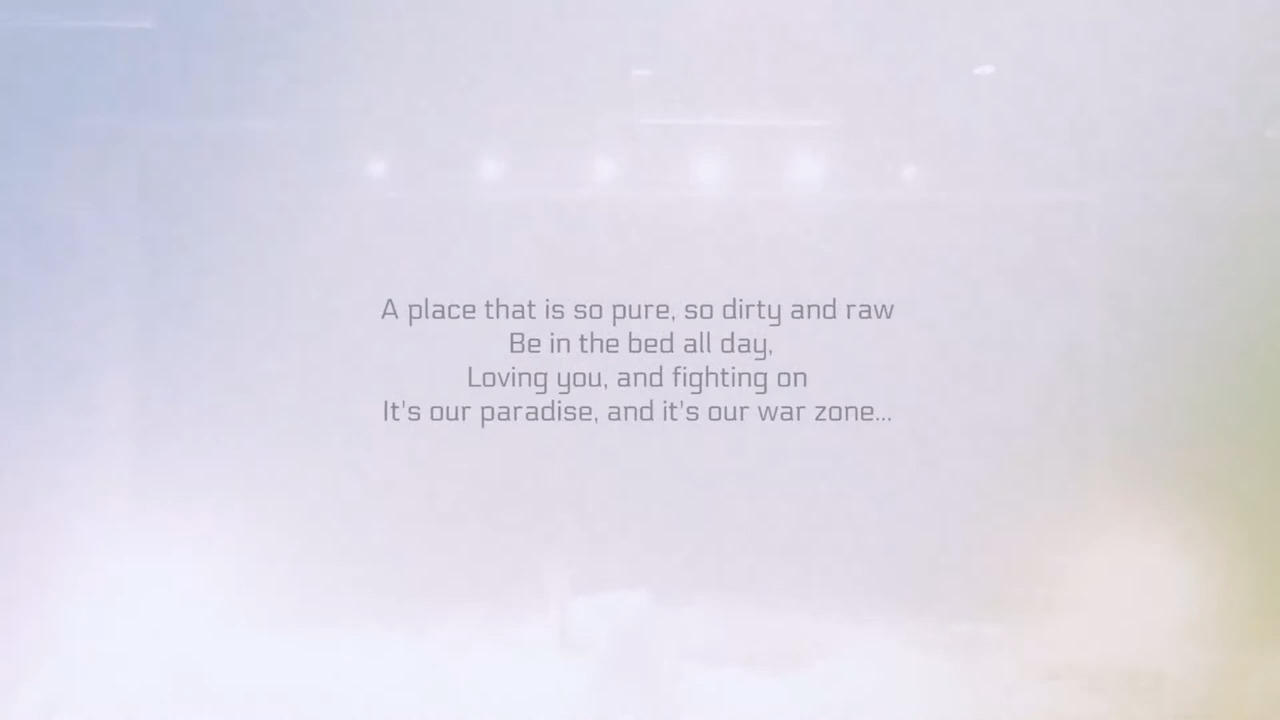 A place that is so pure, so dirty and raw
Be in the bed all day,
Loving you, and fighting on
It's our paradise, and it's our war zone...